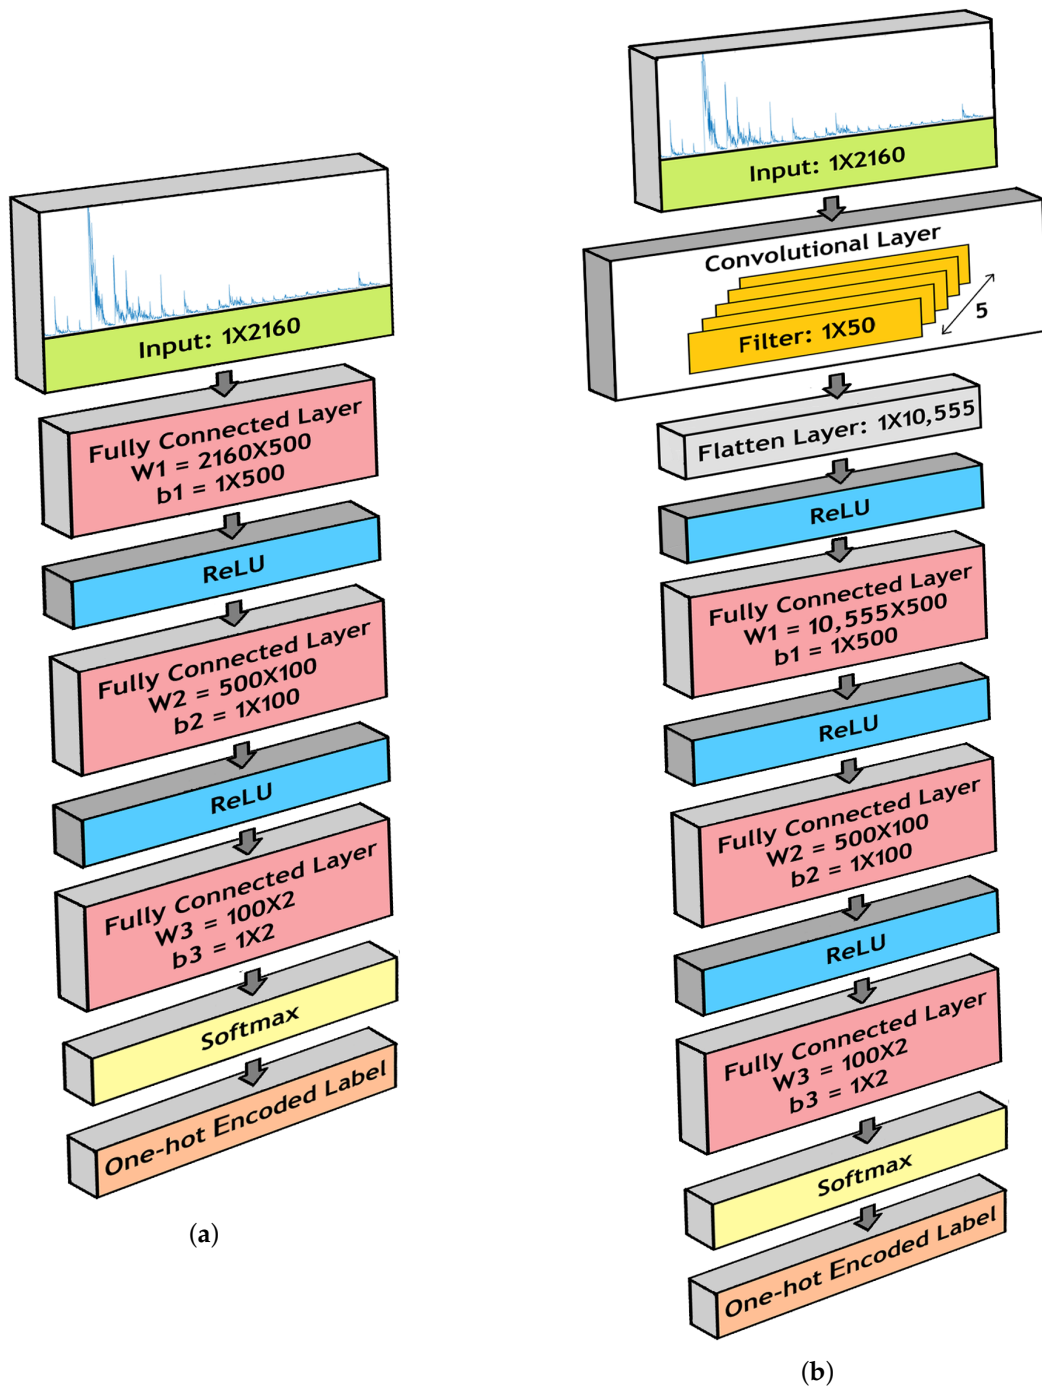 Input: 1X2160
Fully Connected Layer
W1 = 2160X500
b1 = 1X500
ReLU
Fully Connected Layer
W2 = 500X100
b2 = 1X100
ReLU
Fully Connected Layer
W3 = 100X2
b3 = 1X2
Softmax
One-hot Encoded Label
(a)
Input: 1X2160
Convolutional Layer
Filter: 1X50
5
Flatten Layer: 1X10,555
ReLU
Fully Connected Layer
W1 = 10,555X500
b1 = 1X500
ReLU
Fully Connected Layer
W2 = 500X100
b2 = 1X100
ReLU
Fully Connected Layer
W3 = 100X2
b3 = 1X2
Softmax
One-hot Encoded Label
(b)